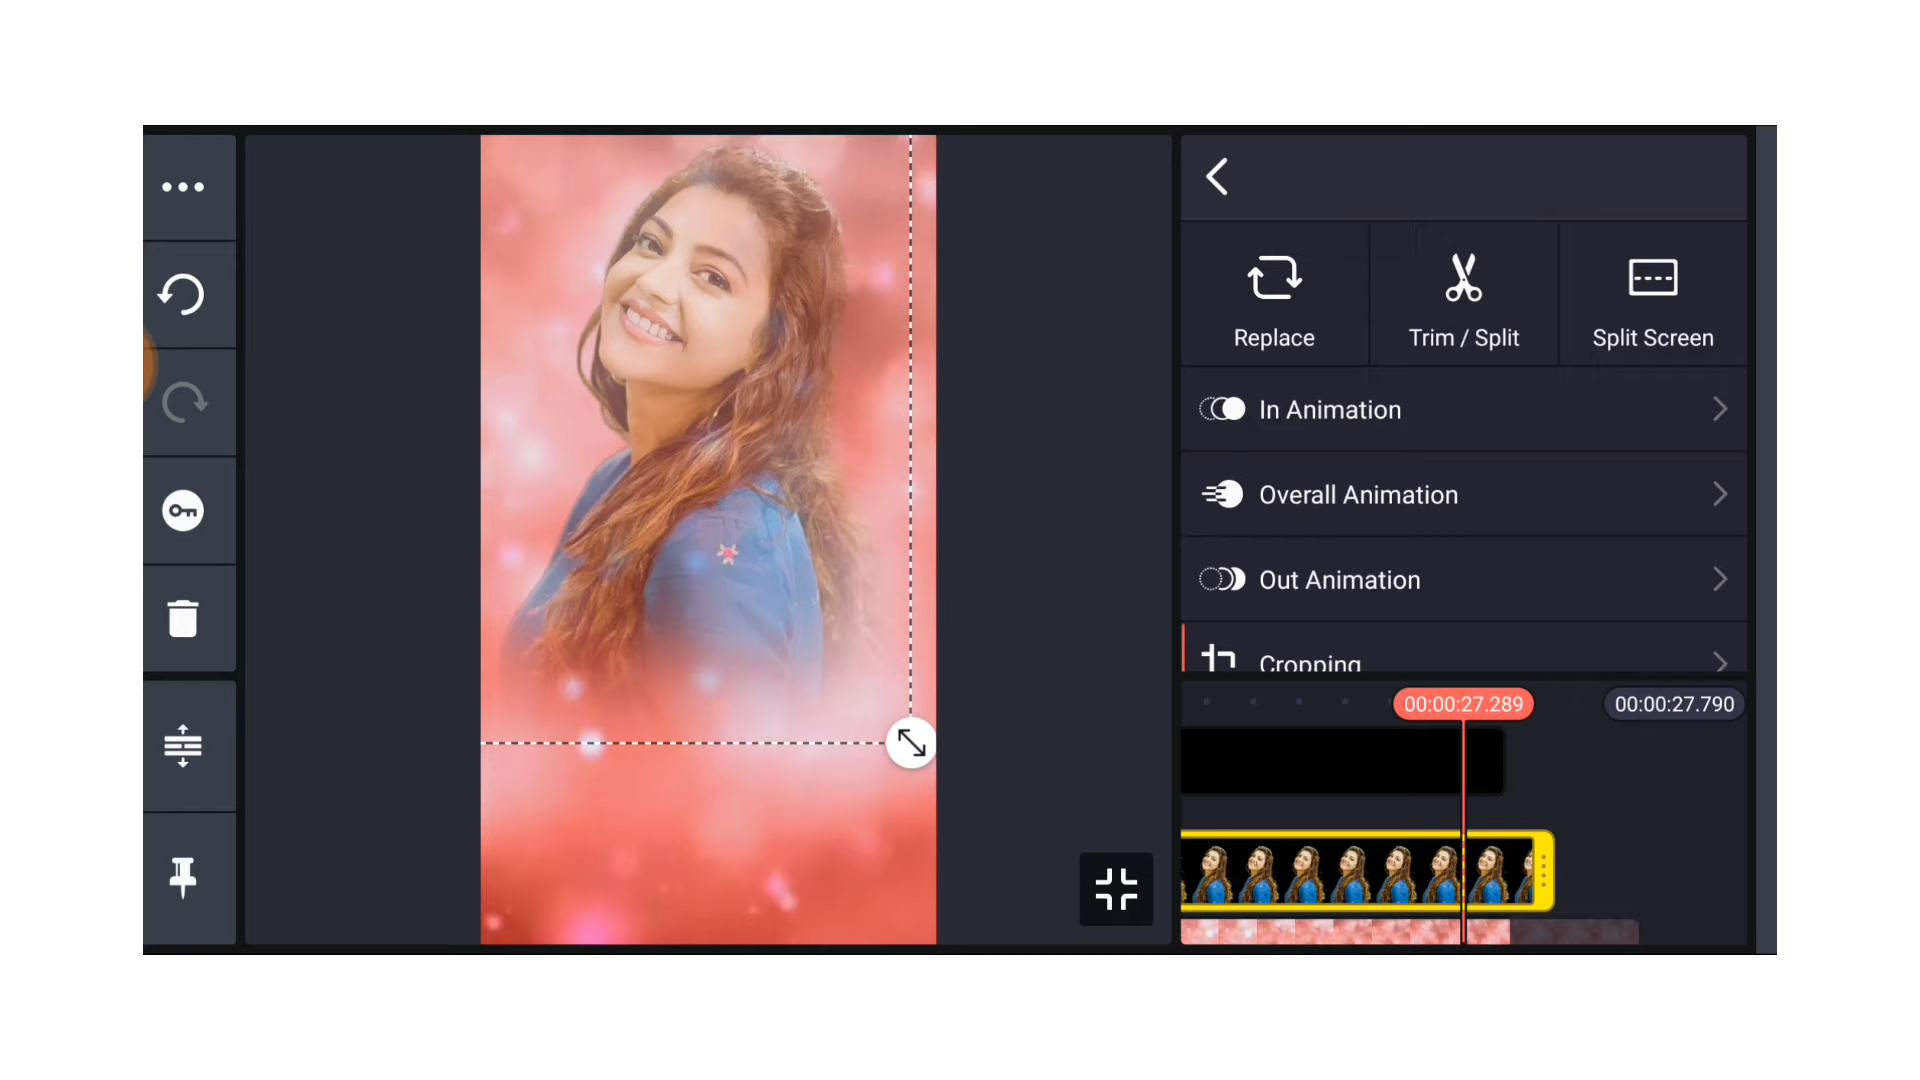 Replace
Trim / Split
Split Screen
In Animation
Overall Animation
Out Animation
Cropping
00:00:27.289
00:00:27.790